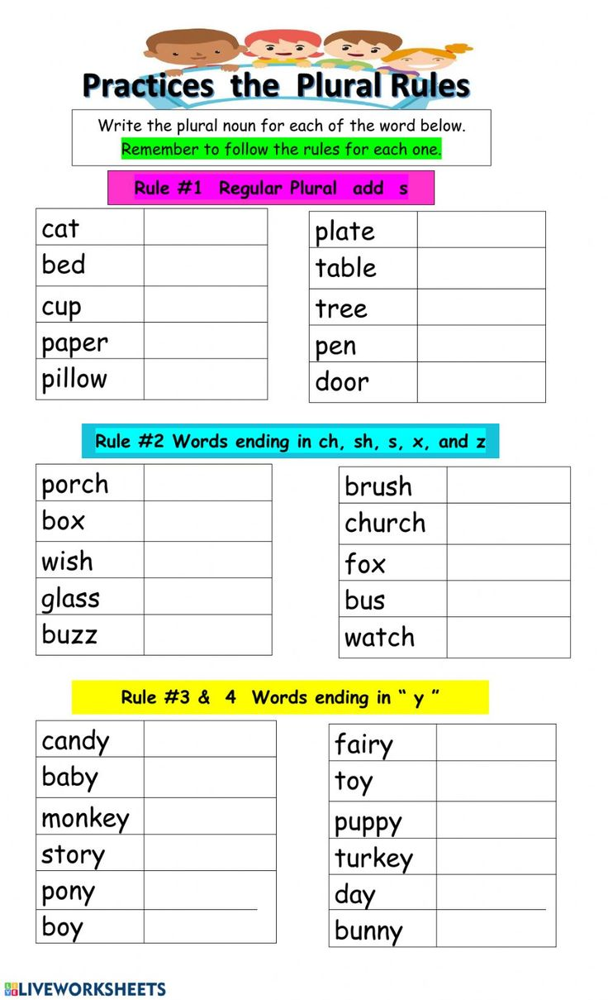 Practices the Plural Rules
Write the plural noun for each of the word below.
Remember to follow the rules for each one.
Rule #1 Regular Plural add s
cat
bed
cup
paper
pillow
plate
table
tree
pen
door
Rule #2 Words ending in ch, sh, s, x, and z
porch
box
wish
glass
buzz
brush
church
fox
bus
watch
Rule #3 & 4 Words ending in “ y ”
candy
baby
monkey
story
pony
boy
fairy
toy
puppy
turkey
day
bunny
LIVE LIVEWORKSHEETS